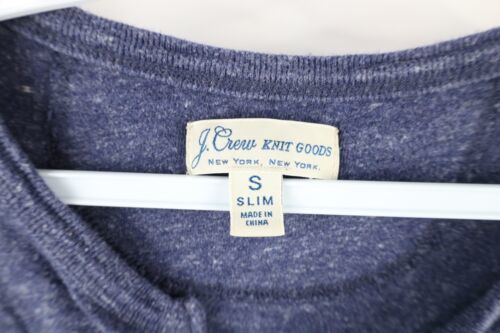 J.Crew KNIT GOODS
NEW YORK, NEW YORK.
S
SLIM
MADE IN
CHINA